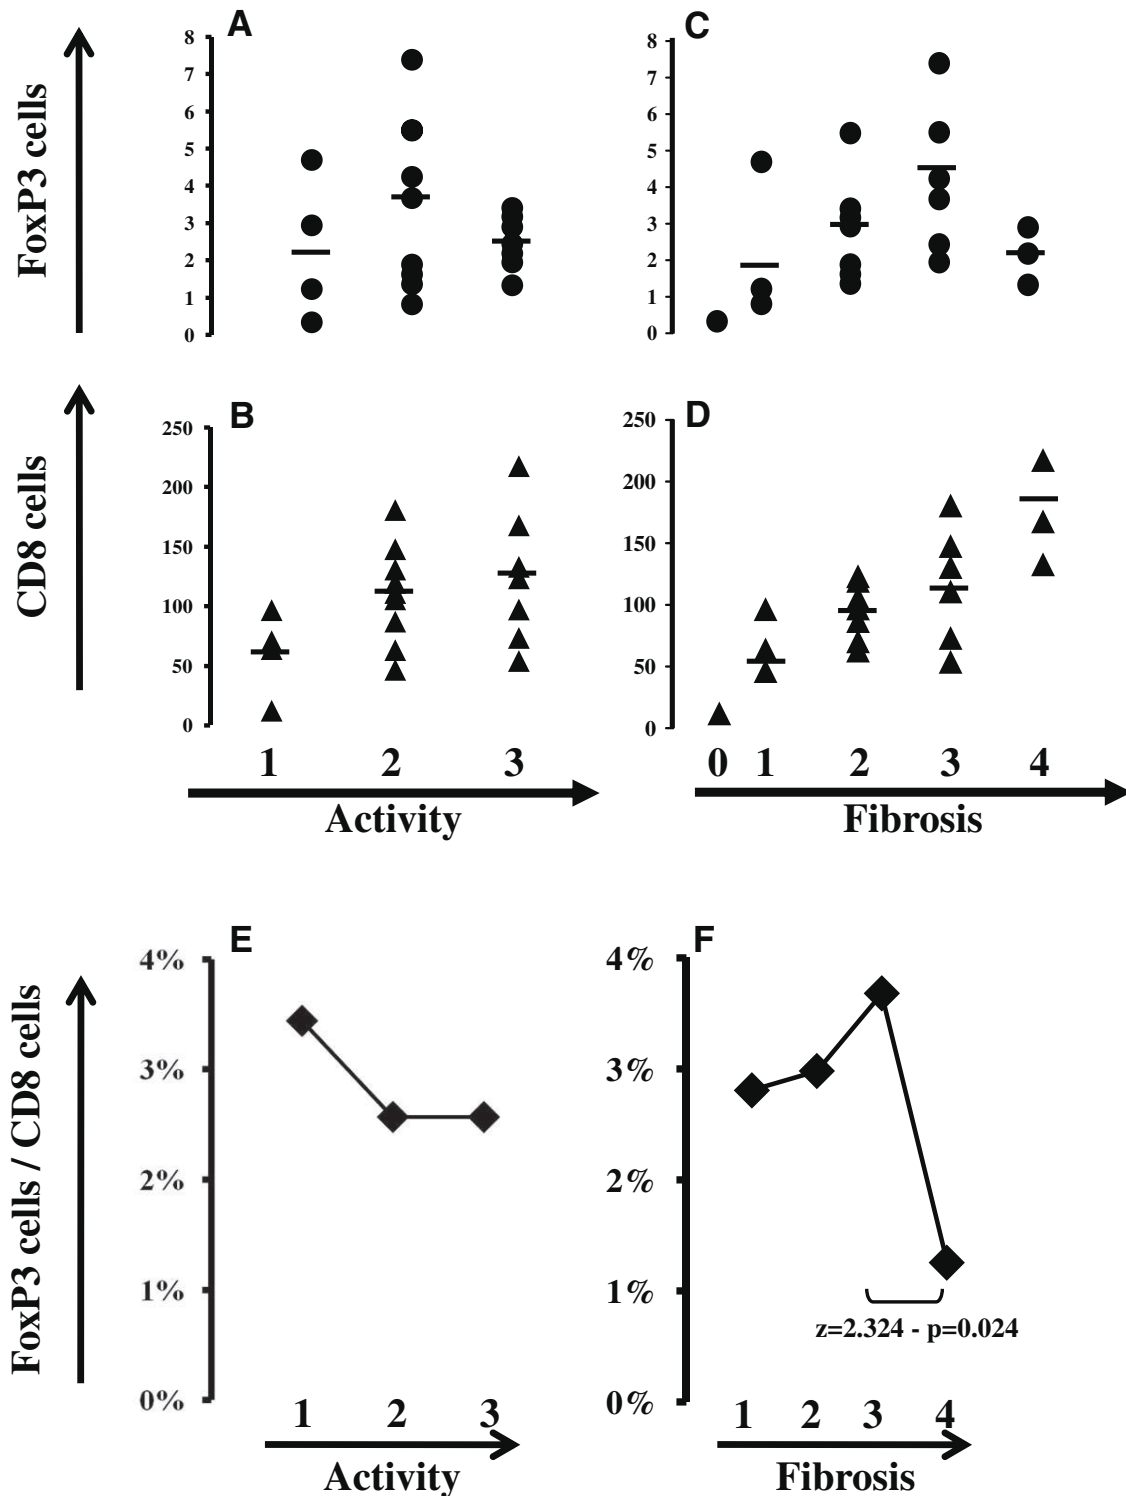 A
C
FoxP3 cells
8
7
6
5
4
3
2
1
0
8
7
6
5
4
3
2
1
0
B
D
CD8 cells
250
200
150
100
50
0
250
200
150
100
50
0
1 2 3
0 1 2 3 4
Activity
Fibrosis
E
F
FoxP3 cells / CD8 cells
4%
3%
2%
1%
0%
4%
3%
2%
1%
0%
z=2.324 - p=0.024
1 2 3
1 2 3 4
Activity
Fibrosis